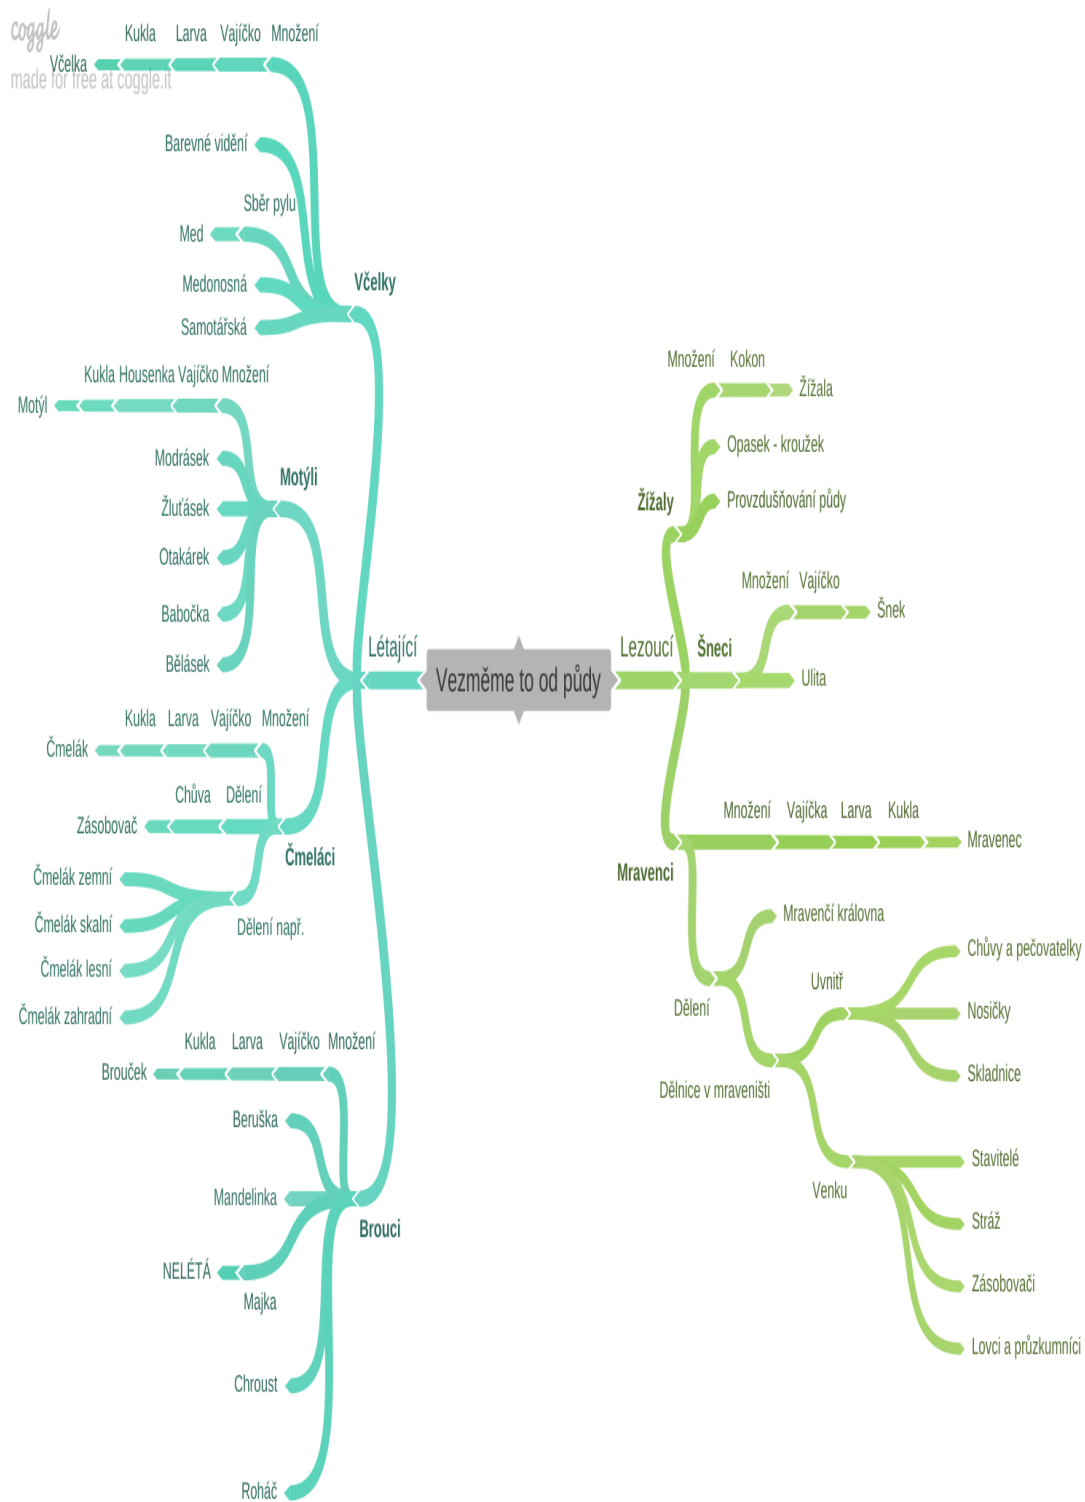 coggle
made for free at coggle.it
Kukla Larva Vajíčko Množení
Včelka
Barevné vidění
Sběr pylu
Med
Medonosná
Samotářská
Včelky
Kukla Housenka Vajíčko Množení
Motýl
Modrásek
Žluťásek
Otakárek
Babočka
Bělásek
Motýli
Létající
Kukla Larva Vajíčko Množení
Čmelák
Chůva Dělení
Zásobovač
Čmeláci
Čmelák zemní
Čmelák skalní
Čmelák lesní
Čmelák zahradní
Dělení např.
Kukla Larva Vajíčko Množení
Brouček
Beruška
Mandelinka
Brouci
NELÉTÁ
Majka
Chroust
Roháč
Vezměme to od půdy
Lezoucí
Množení Kokon
Žížala
Opasek - kroužek
Provzdušňování půdy
Žížaly
Množení Vajíčko
Šnek
Šneci
Ulita
Množení Vajíčka Larva Kukla
Mravenec
Mravenci
Mravenčí královna
Dělení
Uvnitř
Chůvy a pečovatelky
Nosičky
Skladnice
Dělnice v mraveništi
Venku
Stavitelé
Stráž
Zásobovači
Lovci a průzkumníci